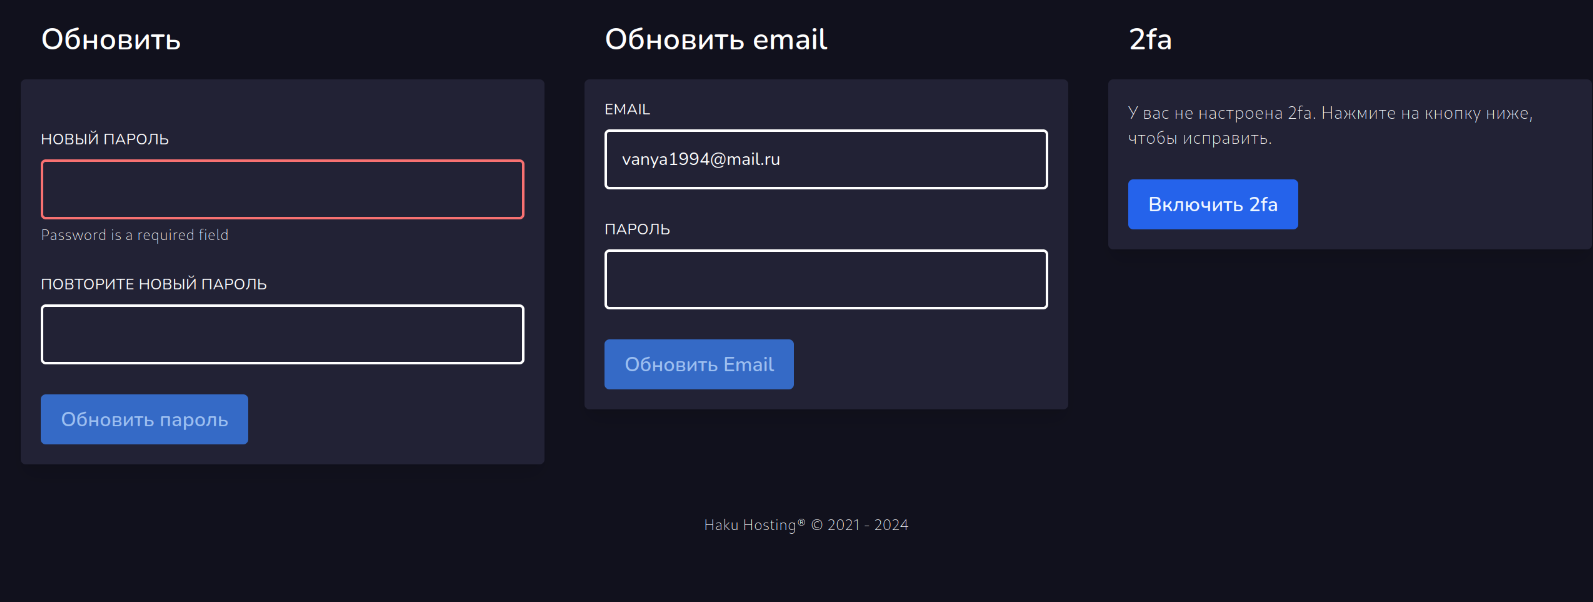 Обновить
НОВЫЙ ПАРОЛЬ
Password is a required field
ПОВТОРИТЕ НОВЫЙ ПАРОЛЬ
Обновить пароль
Обновить email
EMAIL
vanya1994@mail.ru
ПАРОЛЬ
Обновить Email
2fa
У вас не настроена 2fa. Нажмите на кнопку ниже,
чтобы исправить.
Включить 2fa
Haku Hosting® © 2021 - 2024